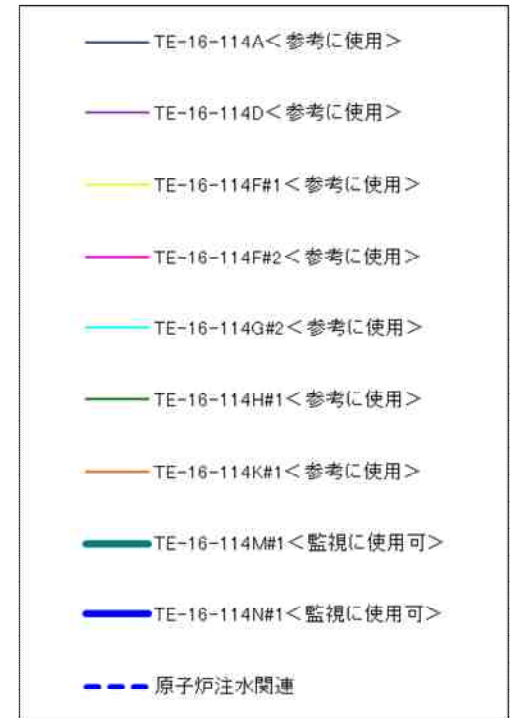 TE-16-114A<参考に使用>
TE-16-114D<参考に使用>
TE-16-114F#1<参考に使用>
TE-16-114F#2<参考に使用>
TE-16-114G#2<参考に使用>
TE-16-114H#1<参考に使用>
TE-16-114K#1<参考に使用>
TE-16-114M#1<監視に使用可>
TE-16-114N#1<監視に使用可>
原子炉注水関連